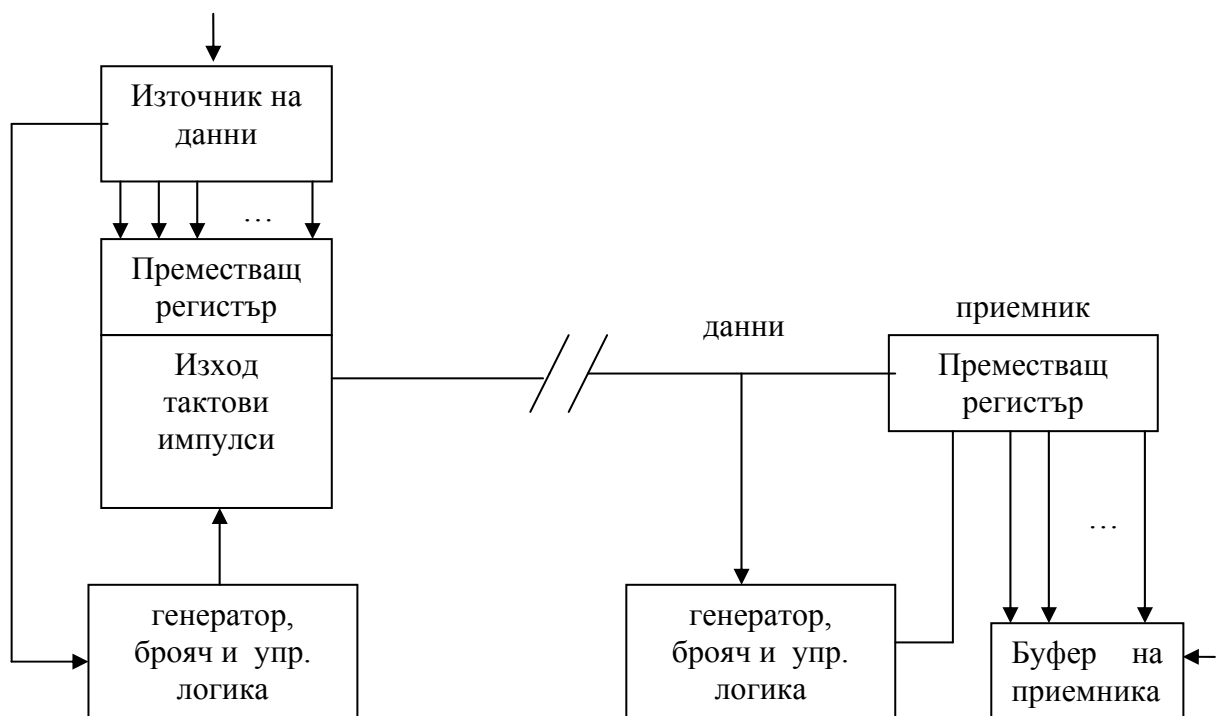 Източник на
данни
…
Преместващ
регистър
Изход
тактови
импулси
генератор,
брояч и упр.
логика
данни
приемник
Преместващ
регистър
…
генератор,
брояч и упр.
логика
Буфер на
приемника